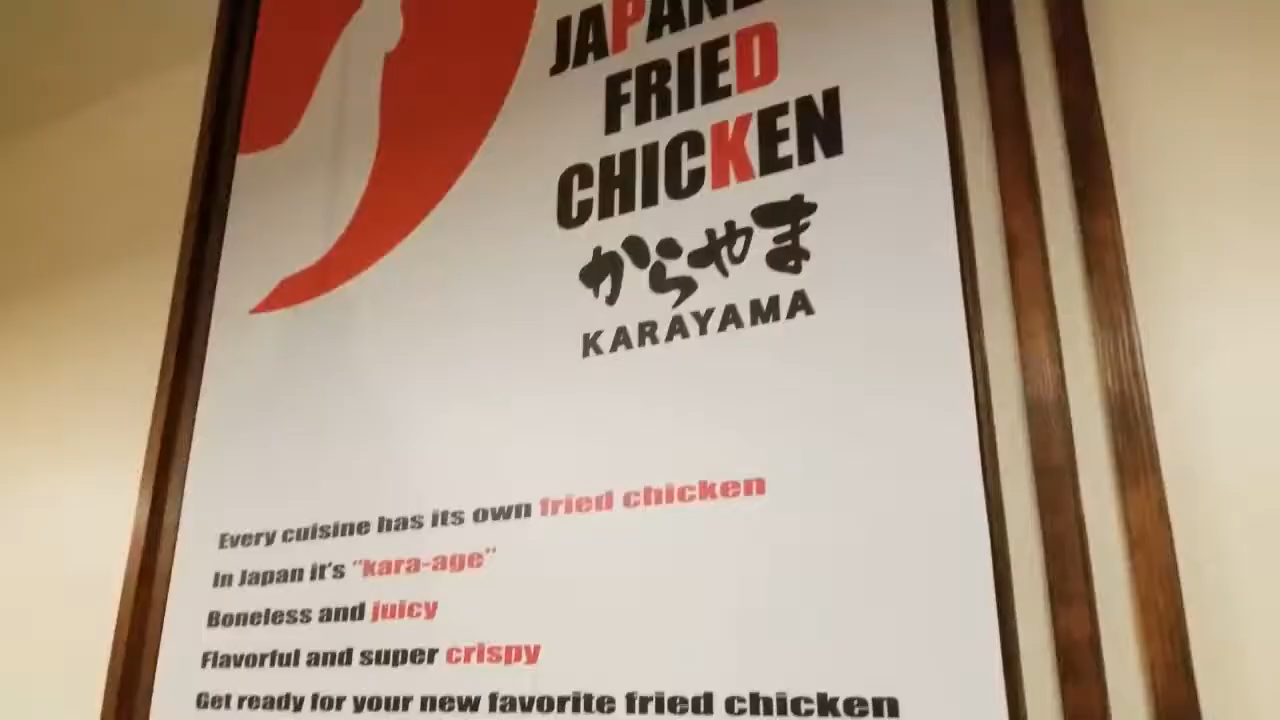 JAPANE
FRIED
CHICKEN
からやま
KARAYAMA
Every cuisine has its own fried chicken
In Japan it's "kara-age"
Boneless and juicy
Flavorful and super crispy
Get ready for your new favorite fried chicken